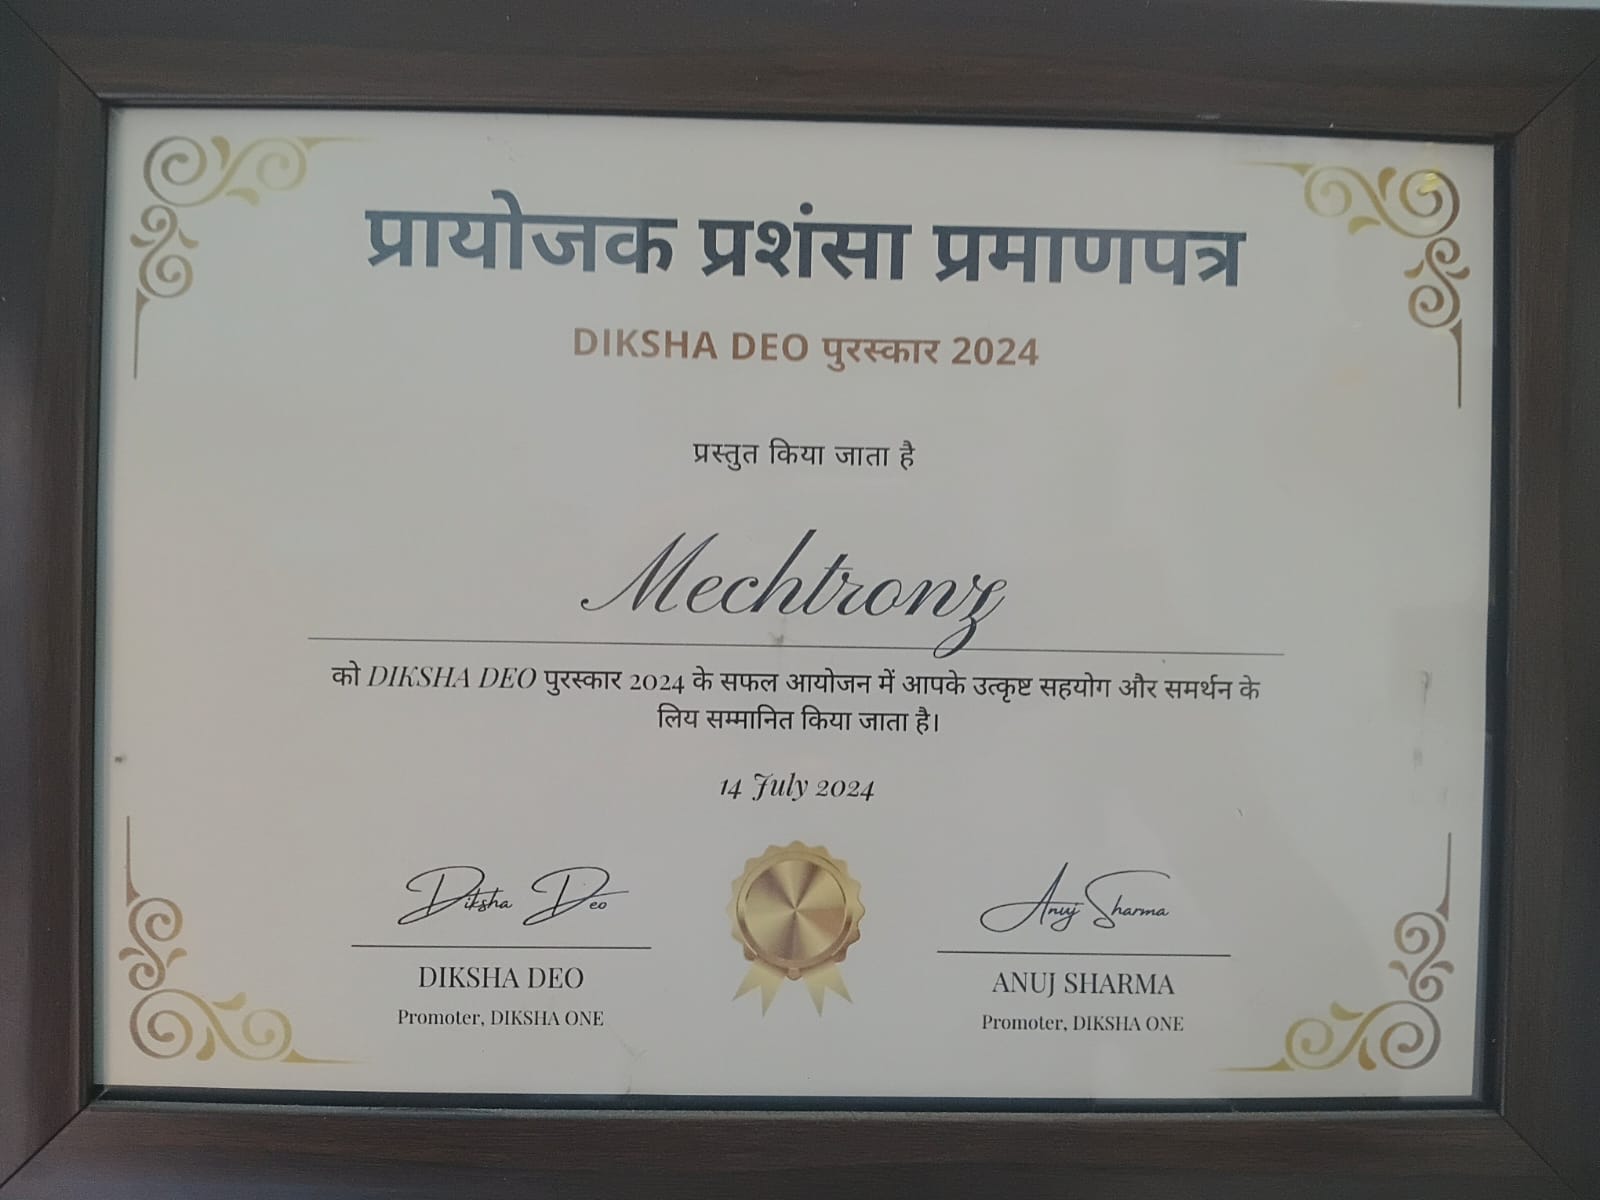 प्रायोजक प्रशंसा प्रमाणपत्र
DIKSHA DEO पुरस्कार 2024
प्रस्तुत किया जाता है
Mechtronz
को DIKSHA DEO पुरस्कार 2024 के सफल आयोजन में आपके उत्कृष्ट सहयोग और समर्थन के
लिय सम्मानित किया जाता है।
14 July 2024
Diksha Deo
Anuj Sharma
DIKSHA DEO
ANUJ SHARMA
Promoter, DIKSHA ONE
Promoter, DIKSHA ONE